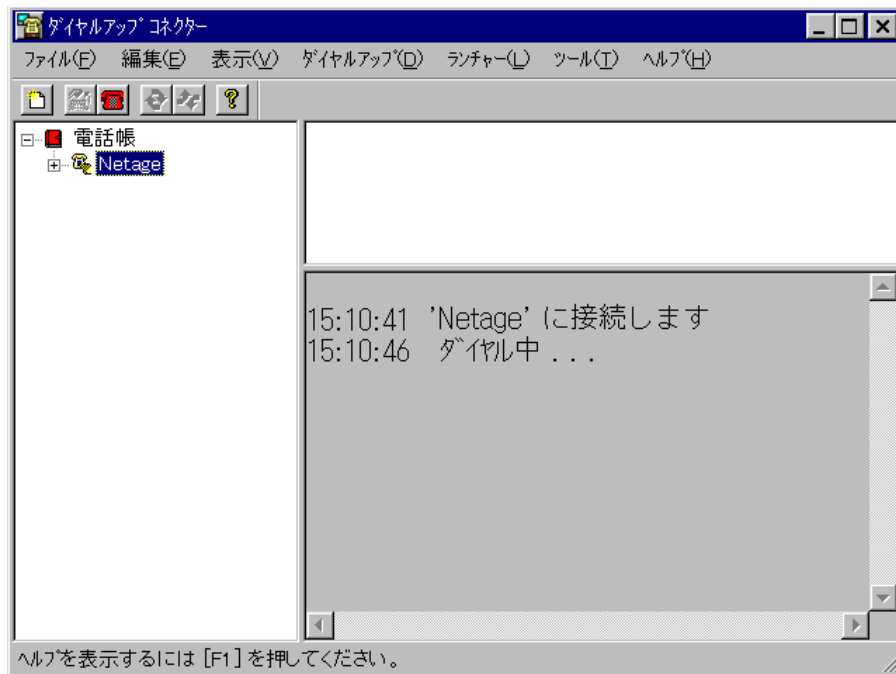 ﾀﾞｲﾔﾙｱｯﾌﾟ ｺﾈｸﾀｰ
ﾌｧｲﾙ(F) 編集(E) 表示(V) ﾀﾞｲﾔﾙｱｯﾌﾟ(D) ﾗﾝﾁｬｰ(L) ﾂｰﾙ(T) ﾍﾙﾌﾟ(H)
電話帳
Netage
15:10:41 'Netage' に接続します
15:10:46 ﾀﾞｲﾔﾙ中 . . .
ﾍﾙﾌﾟを表示するには [F1] を押してください。